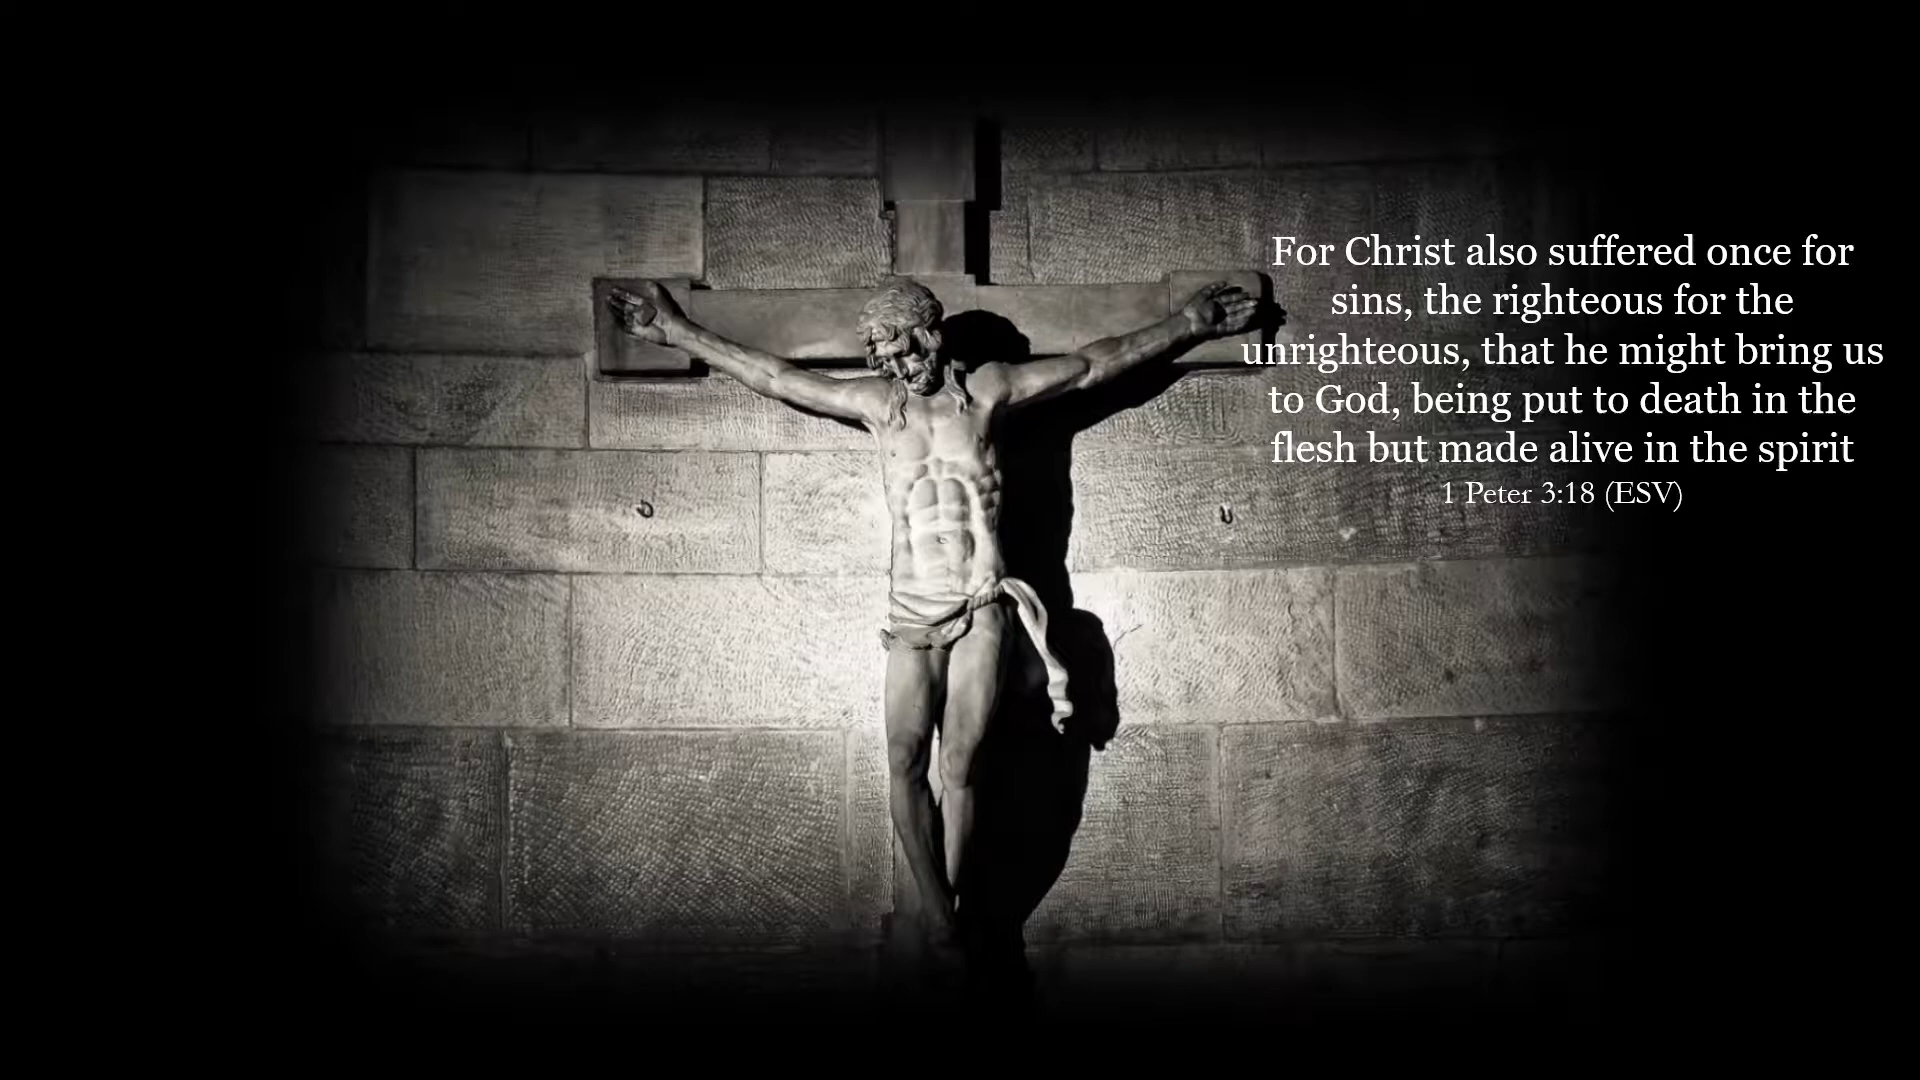 For Christ also suffered once for
sins, the righteous for the
unrighteous, that he might bring us
to God, being put to death in the
flesh but made alive in the spirit
1 Peter 3:18 (ESV)